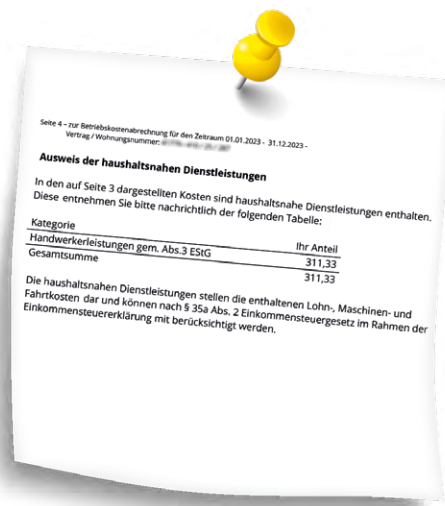 Seite 4 – zur Betriebskostenabrechnung für den Zeitraum 01.01.2023 - 31.12.2023 -
Vertrag / Wohnungsnummer:
Ausweis der haushaltsnahen Dienstleistungen
In den auf Seite 3 dargestellten Kosten sind haushaltsnahe Dienstleistungen enthalten.
Diese entnehmen Sie bitte nachrichtlich der folgenden Tabelle:
Kategorie Ihr Anteil
Handwerkerleistungen gem. Abs.3 EStG 311,33
Gesamtsumme 311,33
Die haushaltsnahen Dienstleistungen stellen die enthaltenen Lohn-, Maschinen- und
Fahrtkosten dar und können nach § 35a Abs. 2 Einkommensteuergesetz im Rahmen der
Einkommensteuererklärung mit berücksichtigt werden.